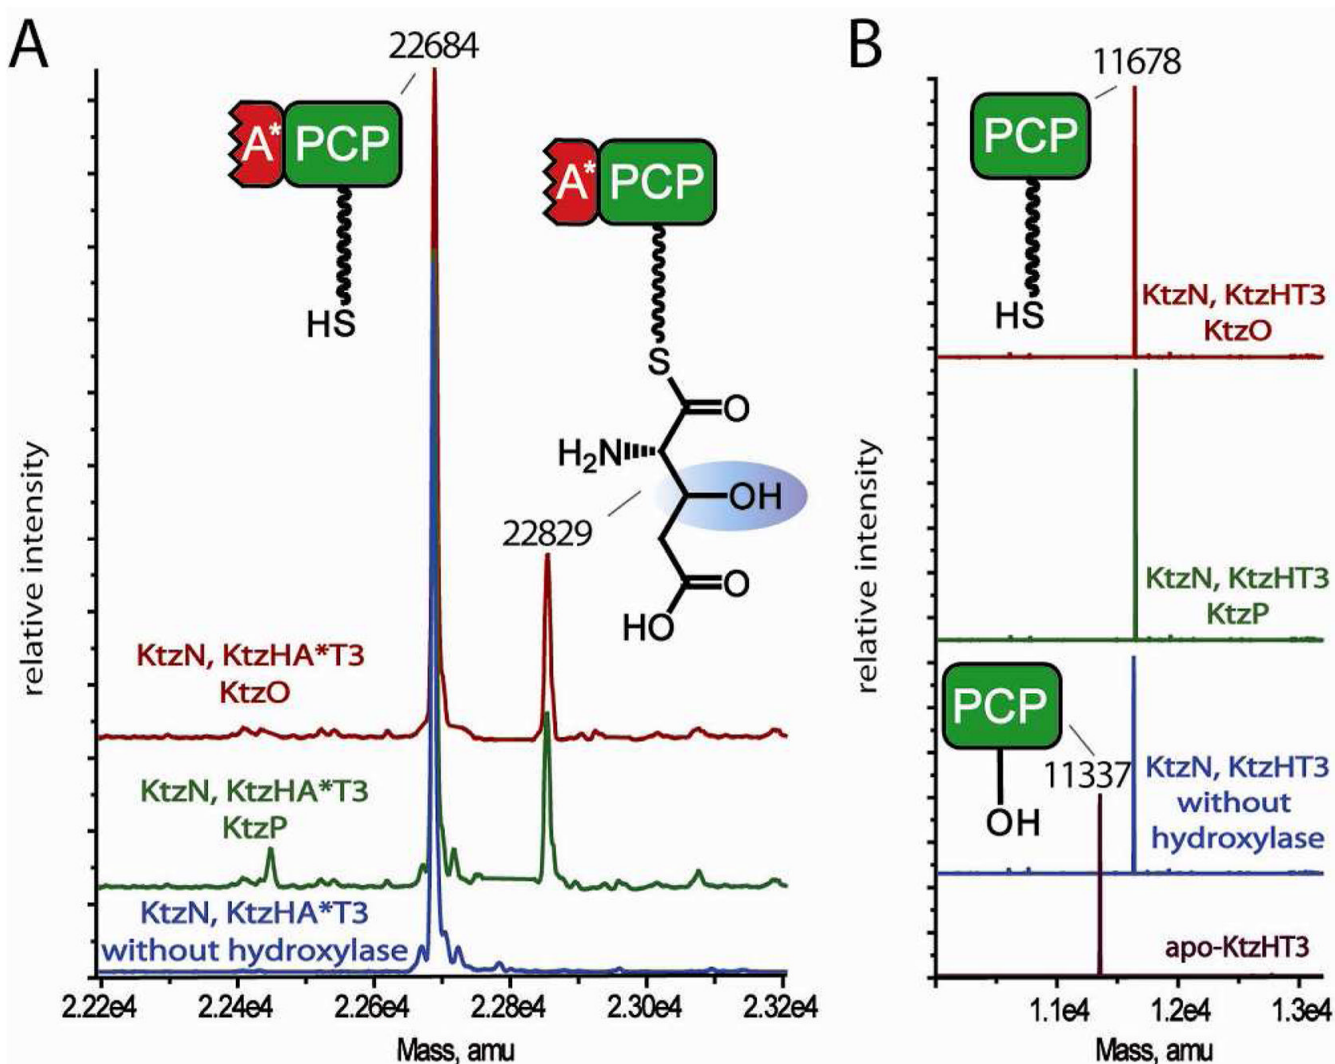 A
22684
A* PCP
HS
A* PCP
S
O
H₂N
OH
22829
O
HO
KtzN, KtzHA*T3
KtzO
KtzN, KtzHA*T3
KtzP
KtzN, KtzHA*T3
without hydroxylase
relative intensity
2.22e4 2.24e4 2.26e4 2.28e4 2.30e4 2.32e4
Mass, amu
B
11678
PCP
HS
KtzN, KtzHT3
KtzO
KtzN, KtzHT3
KtzP
PCP
11337
OH
KtzN, KtzHT3
without
hydroxylase
apo-KtzHT3
relative intensity
1.1e4 1.2e4 1.3e4
Mass, amu